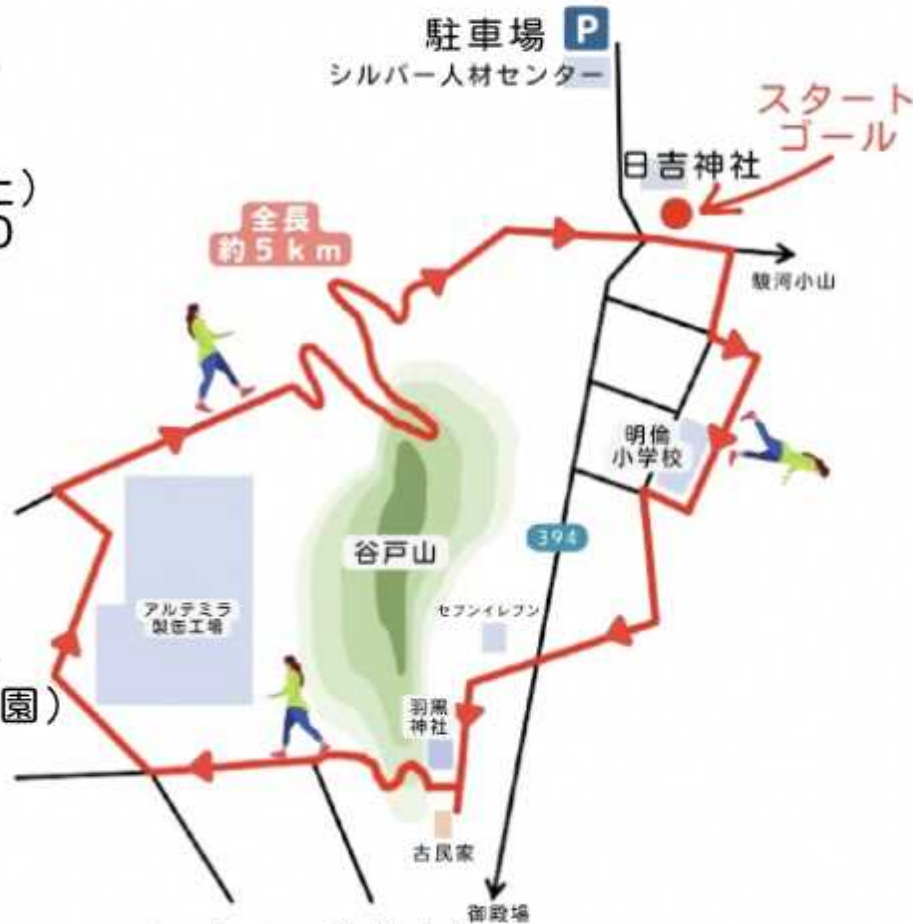 駐車場 P
シルバー人材センター
スタート
ゴール
日吉神社
土)
0
全長
約5km
駿河小山
明倫
小学校
394
谷戸山
セブンイレブン
アルテミラ
製缶工場
園)
羽黒
神社
古民家
御殿場